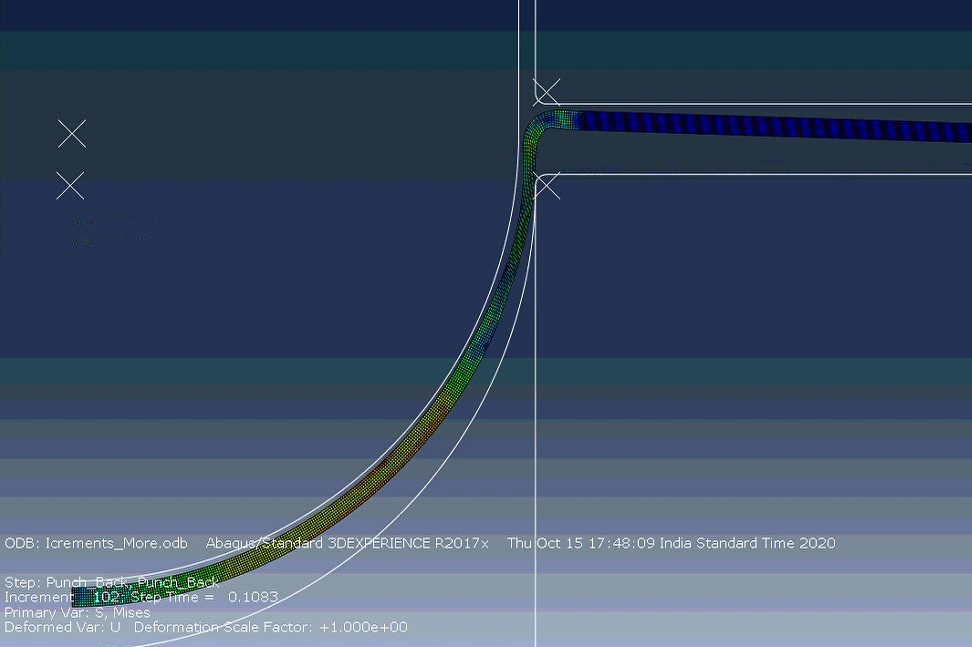 ODB: Icrements_More.odb Abaqus/Standard 3DEXPERIENCE R2017x Thu Oct 15 17:48:09 India Standard Time 2020
Step: Punch_Back, Punch_Back
Increment 102: Step Time = 0.1083
Primary Var: S, Mises
Deformed Var: U Deformation Scale Factor: +1.000e+00